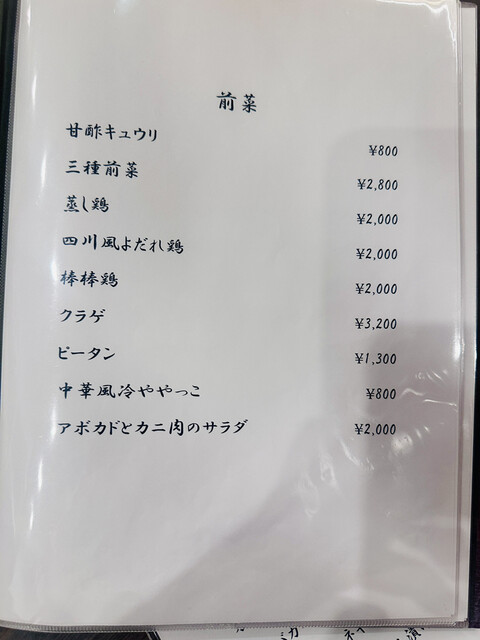 前菜
甘酢キュウリ ¥800
三種前菜 ¥2,800
蒸し鶏 ¥2,000
四川風よだれ鶏 ¥2,000
棒棒鶏 ¥2,000
クラゲ ¥3,200
ピータン ¥1,300
中華風冷ややっこ ¥800
アボカドとカニ肉のサラダ ¥2,000